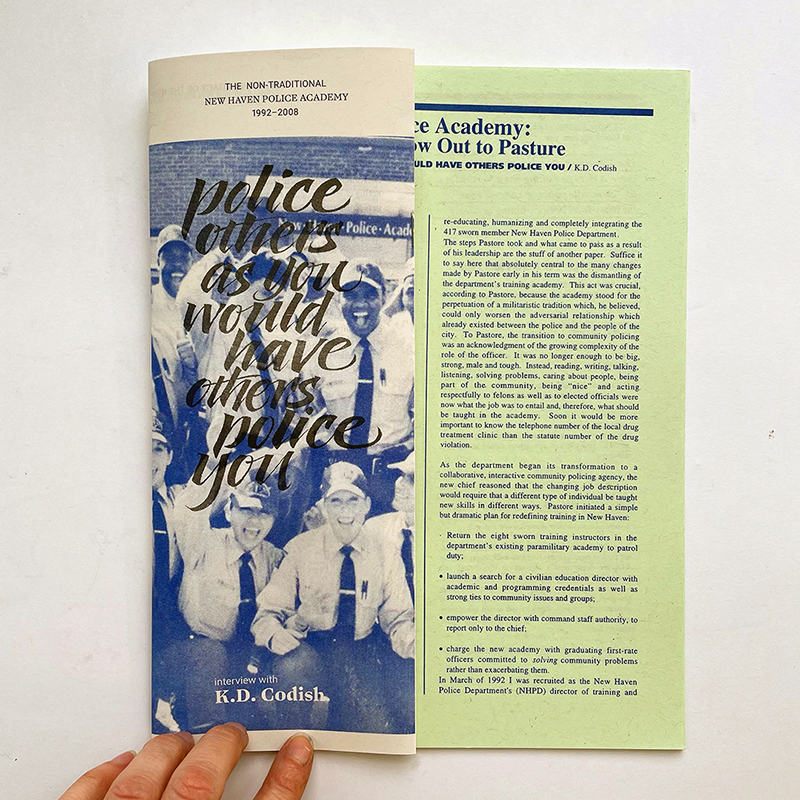 THE NON-TRADITIONAL
NEW HAVEN POLICE ACADEMY
1992–2008
New Haven Police • Acad
police
others
as you
would
have
others
police
you
interview with
K.D. Codish
ce Academy:
ow Out to Pasture
ULD HAVE OTHERS POLICE YOU / K.D. Codish
re-educating, humanizing and completely integrating the
417 sworn member New Haven Police Department.
The steps Pastore took and what came to pass as a result
of his leadership are the stuff of another paper. Suffice it
to say here that absolutely central to the many changes
made by Pastore early in his term was the dismantling of
the department's training academy. This act was crucial,
according to Pastore, because the academy stood for the
perpetuation of a militaristic tradition which, he believed,
could only worsen the adversarial relationship which
already existed between the police and the people of the
city. To Pastore, the transition to community policing
was an acknowledgment of the growing complexity of the
role of the officer. It was no longer enough to be big,
strong, male and tough. Instead, reading, writing, talking,
listening, solving problems, caring about people, being
part of the community, being "nice" and acting
respectfully to felons as well as to elected officials were
now what the job was to entail and, therefore, what should
be taught in the academy. Soon it would be more
important to know the telephone number of the local drug
treatment clinic than the statute number of the drug
violation.
As the department began its transformation to a
collaborative, interactive community policing agency, the
new chief reasoned that the changing job description
would require that a different type of individual be taught
new skills in different ways. Pastore initiated a simple
but dramatic plan for redefining training in New Haven:
· Return the eight sworn training instructors in the
department's existing paramilitary academy to patrol
duty;
• launch a search for a civilian education director with
academic and programming credentials as well as
strong ties to community issues and groups;
• empower the director with command staff authority, to
report only to the chief;
• charge the new academy with graduating first-rate
officers committed to solving community problems
rather than exacerbating them.
In March of 1992 I was recruited as the New Haven
Police Department's (NHPD) director of training and